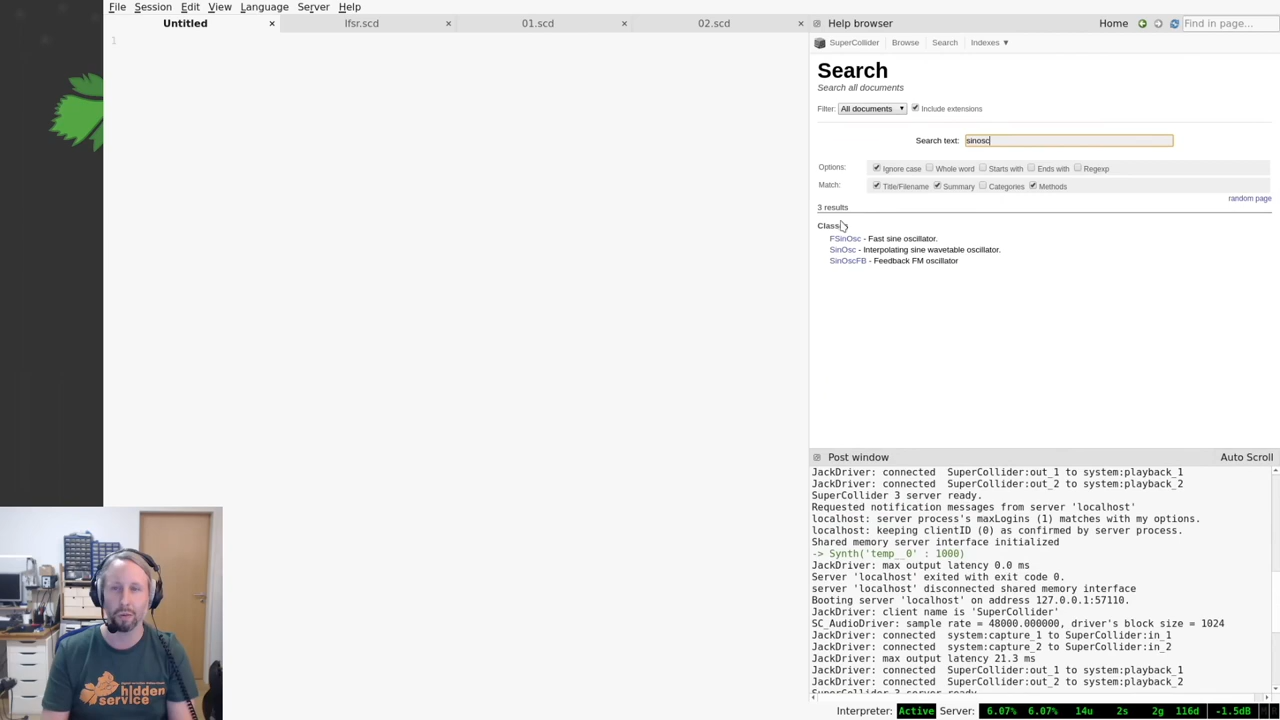 File Session Edit View Language Server Help
Untitled × lfsr.scd × 01.scd × 02.scd ×
1
Help browser Home Find in page...
SuperCollider Browse Search Indexes ▼
Search
Search all documents
Filter: All documents ▼ Include extensions
Search text: sinosc
Options: Ignore case Whole word Starts with Ends with Regexp
Match: Title/Filename Summary Categories Methods
random page
3 results
FSinOsc - Fast sine oscillator.
SinOsc - Interpolating sine wavetable oscillator.
SinOscFB - Feedback FM oscillator
Post window Auto Scroll
JackDriver: connected  SuperCollider:out_1 to system:playback_1
JackDriver: connected  SuperCollider:out_2 to system:playback_2
SuperCollider 3 server ready.
Requested notification messages from server 'localhost'
localhost: server process's maxLogins (1) matches with my options.
localhost: keeping clientID (0) as confirmed by server process.
Shared memory server interface initialized
-> Synth('temp__0' : 1000)
JackDriver: max output latency 0.0 ms
Server 'localhost' exited with exit code 0.
server 'localhost' disconnected shared memory interface
Booting server 'localhost' on address 127.0.0.1:57110.
JackDriver: client name is 'SuperCollider'
SC_AudioDriver: sample rate = 48000.000000, driver's block size = 1024
JackDriver: connected  system:capture_1 to SuperCollider:in_1
JackDriver: connected  system:capture_2 to SuperCollider:in_2
JackDriver: max output latency 21.3 ms
JackDriver: connected  SuperCollider:out_1 to system:playback_1
JackDriver: connected  SuperCollider:out_2 to system:playback_2
SuperCollider 3 server ready.
hidden
service
Interpreter: Active Server: 6.07% 6.07% 14u 2s 2g 116d -1.5dB